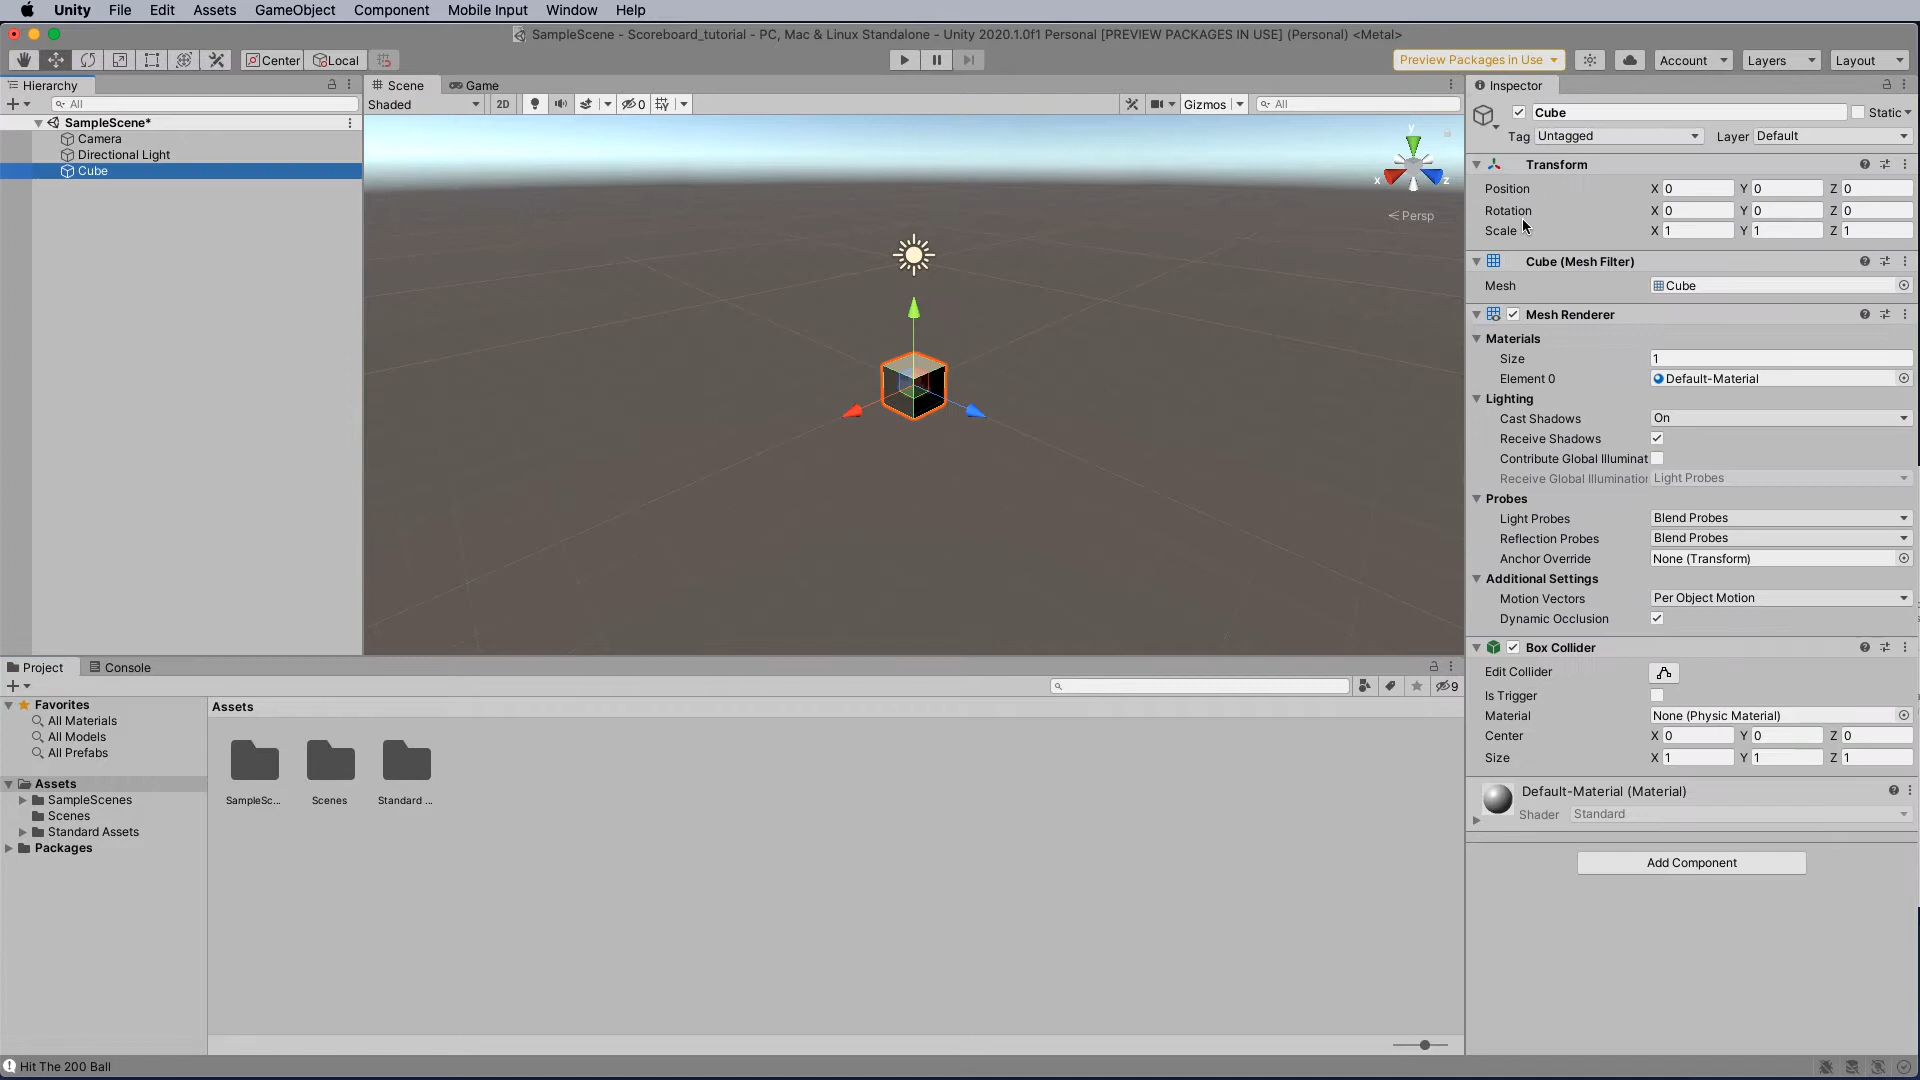 Unity File Edit Assets GameObject Component Mobile Input Window Help
SampleScene - Scoreboard_tutorial - PC, Mac & Linux Standalone - Unity 2020.1.0f1 Personal [PREVIEW PACKAGES IN USE] (Personal) <Metal>
Center Local Preview Packages in Use Account Layers Layout
Hierarchy
All
SampleScene*
Camera
Directional Light
Cube
Scene Game
Shaded 2D 0 Gizmos All
y
x z
Persp
Inspector
Cube Static
Tag Untagged Layer Default
Transform
Position X 0 Y 0 Z 0
Rotation X 0 Y 0 Z 0
Scale X 1 Y 1 Z 1
Cube (Mesh Filter)
Mesh Cube
Mesh Renderer
Materials
Size 1
Element 0 Default-Material
Lighting
Cast Shadows On
Receive Shadows
Contribute Global Illuminat
Receive Global Illumination Light Probes
Probes
Light Probes Blend Probes
Reflection Probes Blend Probes
Anchor Override None (Transform)
Additional Settings
Motion Vectors Per Object Motion
Dynamic Occlusion
Box Collider
Edit Collider
Is Trigger
Material None (Physic Material)
Center X 0 Y 0 Z 0
Size X 1 Y 1 Z 1
Default-Material (Material)
Shader Standard
Add Component
Project Console
9
Favorites
All Materials
All Models
All Prefabs
Assets
SampleScenes
Scenes
Standard Assets
Packages
Assets
SampleSc... Scenes Standard ...
Hit The 200 Ball